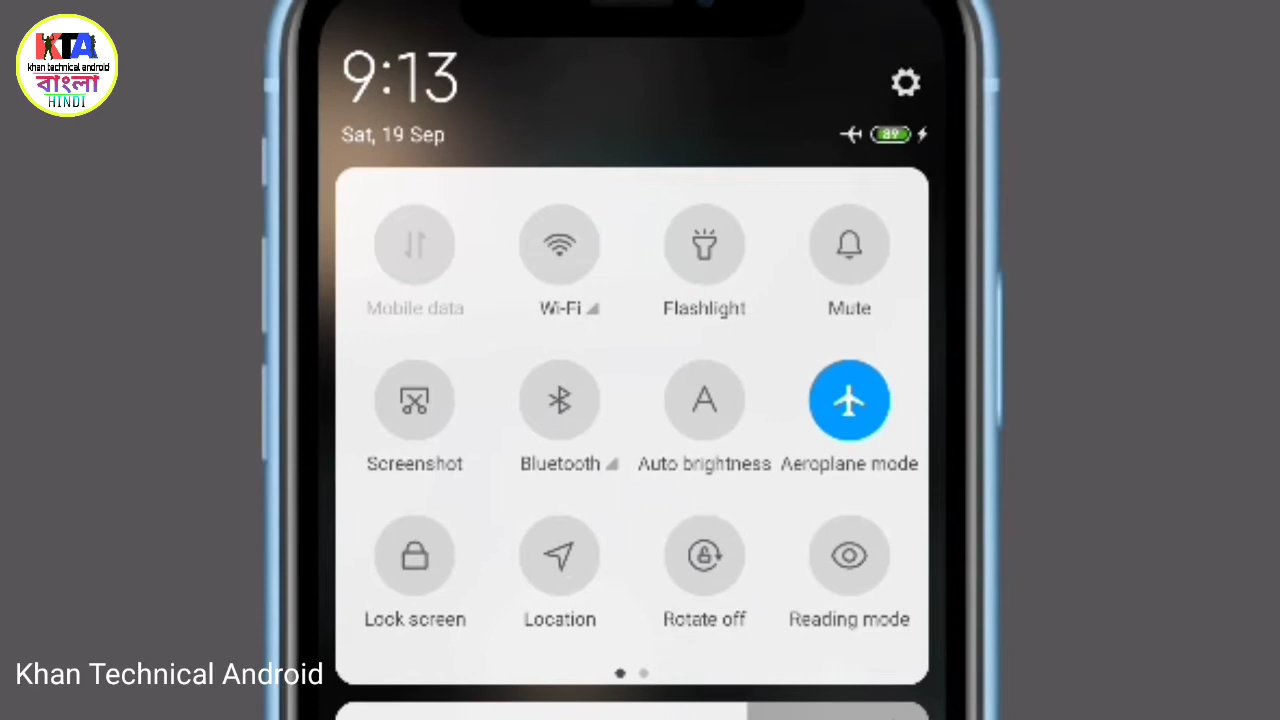 KTA
khan technical android
বাংলা
HINDI
9:13
Sat, 19 Sep
89
Mobile data
Wi-Fi
Flashlight
Mute
Screenshot
Bluetooth
Auto brightness
Aeroplane mode
Lock screen
Location
Rotate off
Reading mode
Khan Technical Android